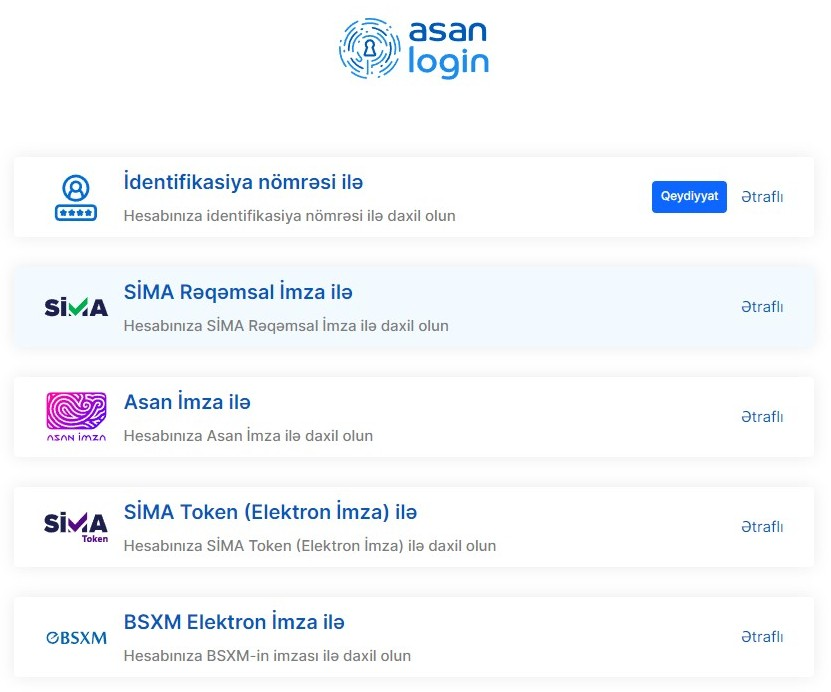 asan
login
İdentifikasiya nömrəsi ilə
Hesabınıza identifikasiya nömrəsi ilə daxil olun
Qeydiyyat
Ətraflı
SİMA
SİMA Rəqəmsal İmza ilə
Hesabınıza SİMA Rəqəmsal İmza ilə daxil olun
Ətraflı
ASAN İMZA
Asan İmza ilə
Hesabınıza Asan İmza ilə daxil olun
Ətraflı
SİMA
Token
SİMA Token (Elektron İmza) ilə
Hesabınıza SİMA Token (Elektron İmza) ilə daxil olun
Ətraflı
BSXM
BSXM Elektron İmza ilə
Hesabınıza BSXM-in imzası ilə daxil olun
Ətraflı